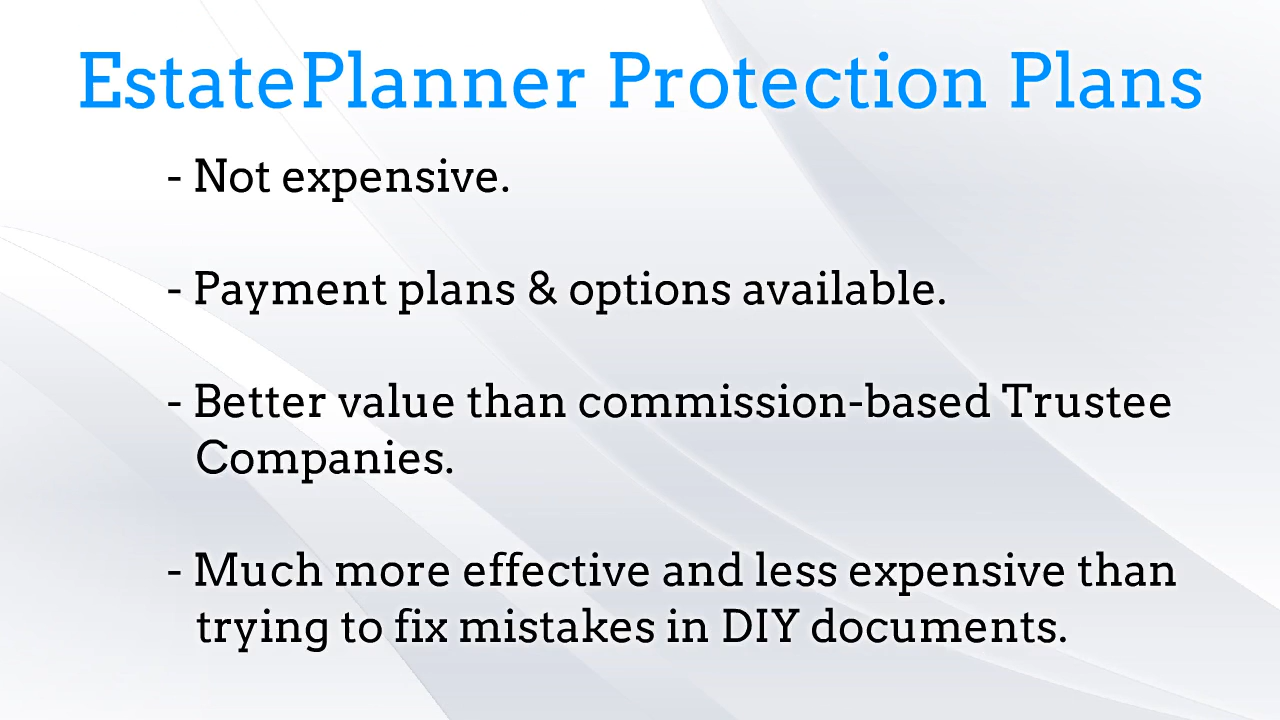 EstatePlanner Protection Plans
- Not expensive.
- Payment plans & options available.
- Better value than commission-based Trustee
Companies.
- Much more effective and less expensive than
trying to fix mistakes in DIY documents.